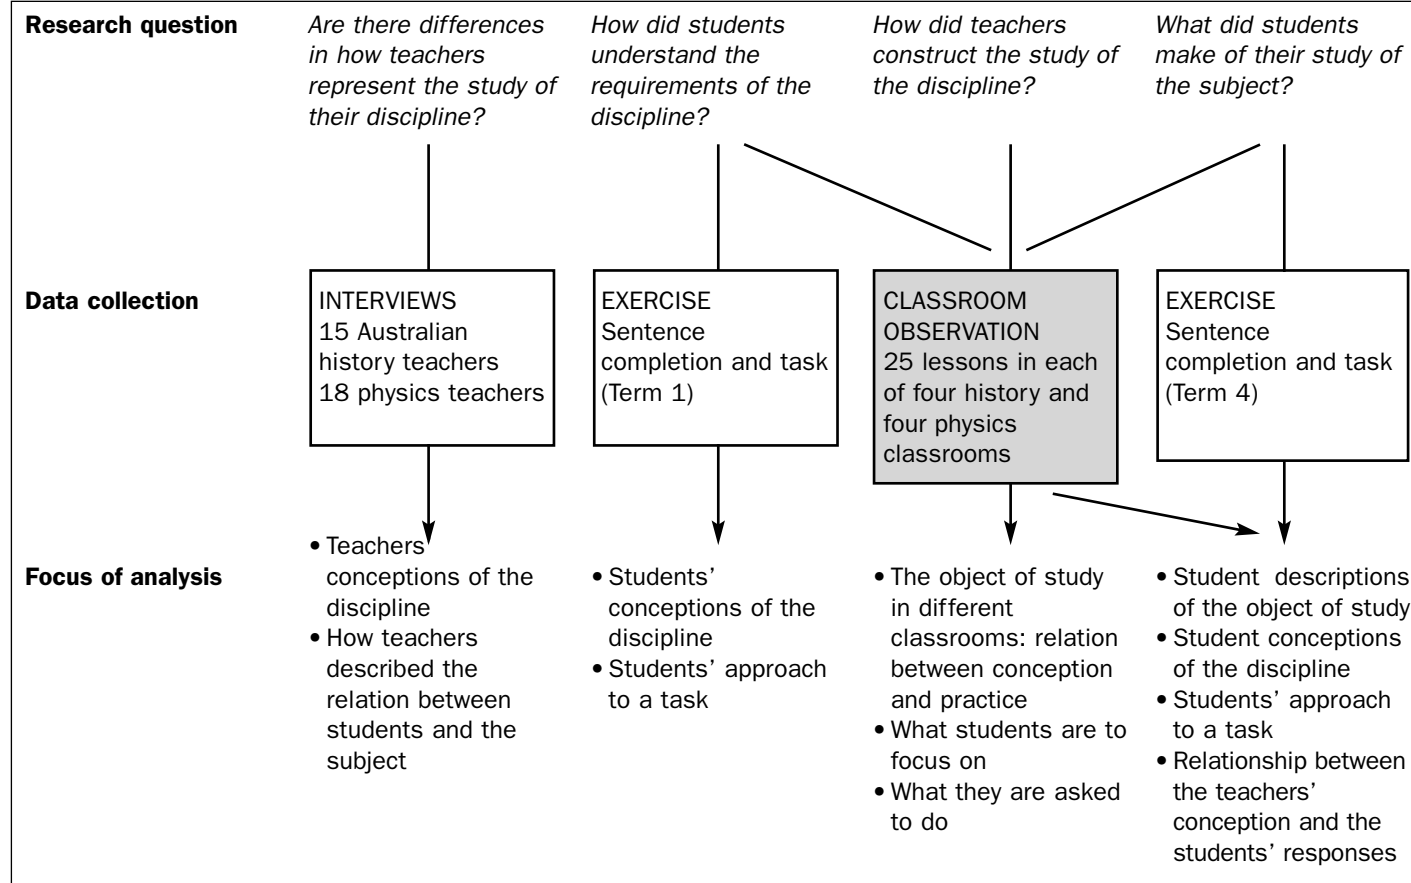 Research question
Are there differences
in how teachers
represent the study of
their discipline?
How did students
understand the
requirements of the
discipline?
How did teachers
construct the study of
the discipline?
What did students
make of their study of
the subject?
Data collection
INTERVIEWS
15 Australian
history teachers
18 physics teachers
EXERCISE
Sentence
completion and task
(Term 1)
CLASSROOM
OBSERVATION
25 lessons in each
of four history and
four physics
classrooms
EXERCISE
Sentence
completion and task
(Term 4)
Focus of analysis
• Teachers
conceptions of the
discipline
• How teachers
described the
relation between
students and the
subject
• Students’
conceptions of the
discipline
• Students’ approach
to a task
• The object of study
in different
classrooms: relation
between conception
and practice
• What students are to
focus on
• What they are asked
to do
• Student descriptions
of the object of study
• Student conceptions
of the discipline
• Students’ approach
to a task
• Relationship between
the teachers’
conception and the
students’ responses